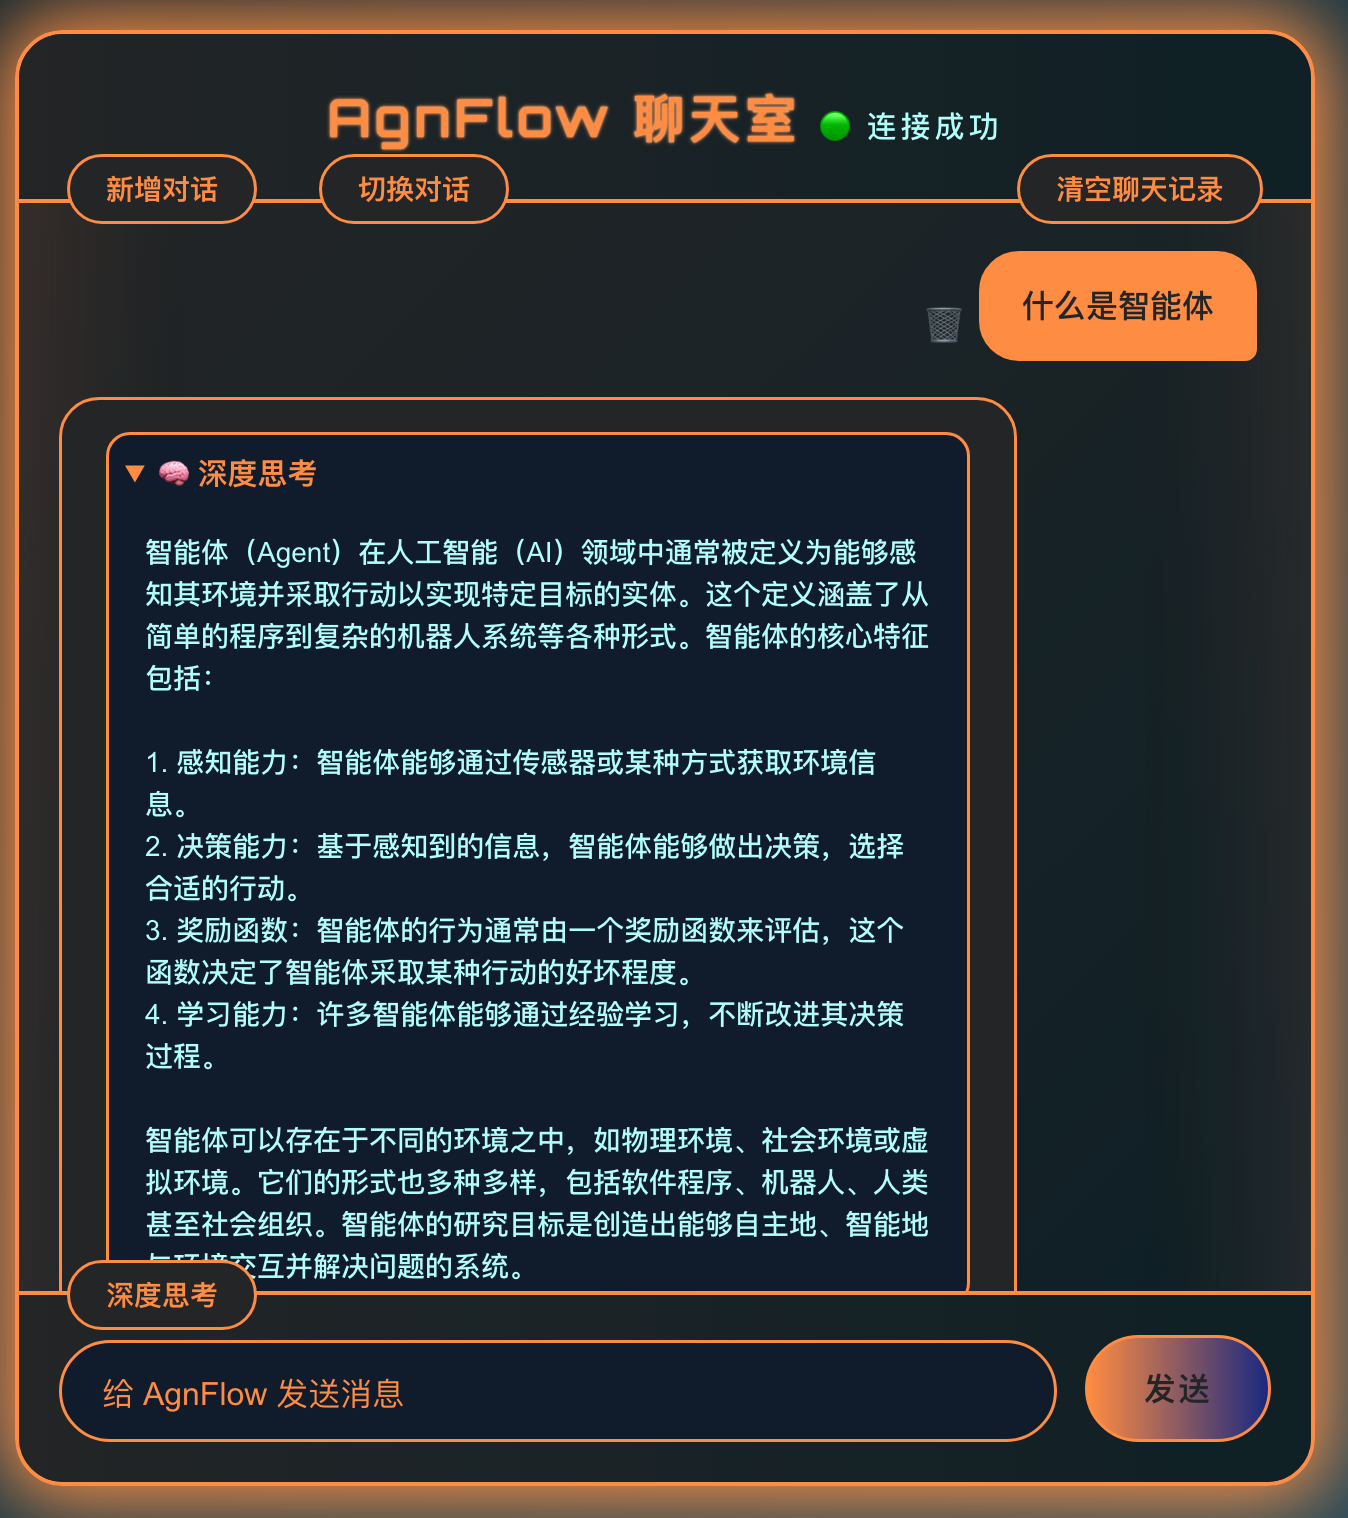 AgnFlow 聊天室 连接成功
新增对话 切换对话 清空聊天记录
什么是智能体
深度思考
智能体（Agent）在人工智能（AI）领域中通常被定义为能够感
知其环境并采取行动以实现特定目标的实体。这个定义涵盖了从
简单的程序到复杂的机器人系统等各种形式。智能体的核心特征
包括：
1. 感知能力：智能体能够通过传感器或某种方式获取环境信
息。
2. 决策能力：基于感知到的信息，智能体能够做出决策，选择
合适的行动。
3. 奖励函数：智能体的行为通常由一个奖励函数来评估，这个
函数决定了智能体采取某种行动的好坏程度。
4. 学习能力：许多智能体能够通过经验学习，不断改进其决策
过程。
智能体可以存在于不同的环境之中，如物理环境、社会环境或虚
拟环境。它们的形式也多种多样，包括软件程序、机器人、人类
甚至社会组织。智能体的研究目标是创造出能够自主地、智能地
与环境交互并解决问题的系统。
深度思考
给 AgnFlow 发送消息
发送